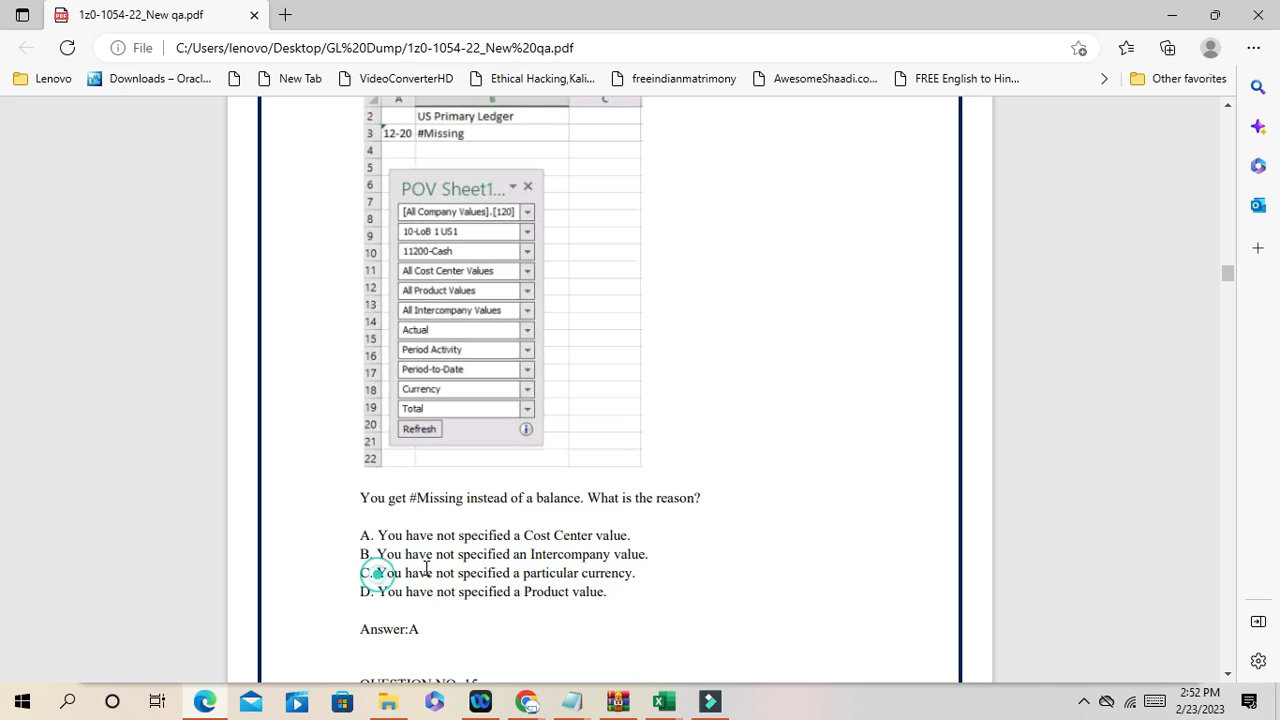 1z0-1054-22_New qa.pdf
File
C:/Users/lenovo/Desktop/GL%20Dump/1z0-1054-22_New%20qa.pdf
Lenovo
Downloads – Oracl...
New Tab
VideoConverterHD
Ethical Hacking,Kali...
freeindianmatrimuny
AwesomeShaadi.co...
FREE English to Hin...
Other favorites
A B C
2 US Primary Ledger
3 12-20 #Missing
4
5
6 POV Sheet1...
7
8 [All Company Values].[120]
9 10-LoB 1 US1
10 11200-Cash
11 All Cost Center Values
12 All Product Values
13 All Intercompany Values
14
15 Actual
16 Period Activity
17 Period-to-Date
18 Currency
19 Total
20 Refresh
21
22
You get #Missing instead of a balance. What is the reason?
A. You have not specified a Cost Center value.
B. You have not specified an Intercompany value.
C. You have not specified a particular currency.
D. You have not specified a Product value.
Answer:A
QUESTION NO: 15
2:52 PM
2/23/2023